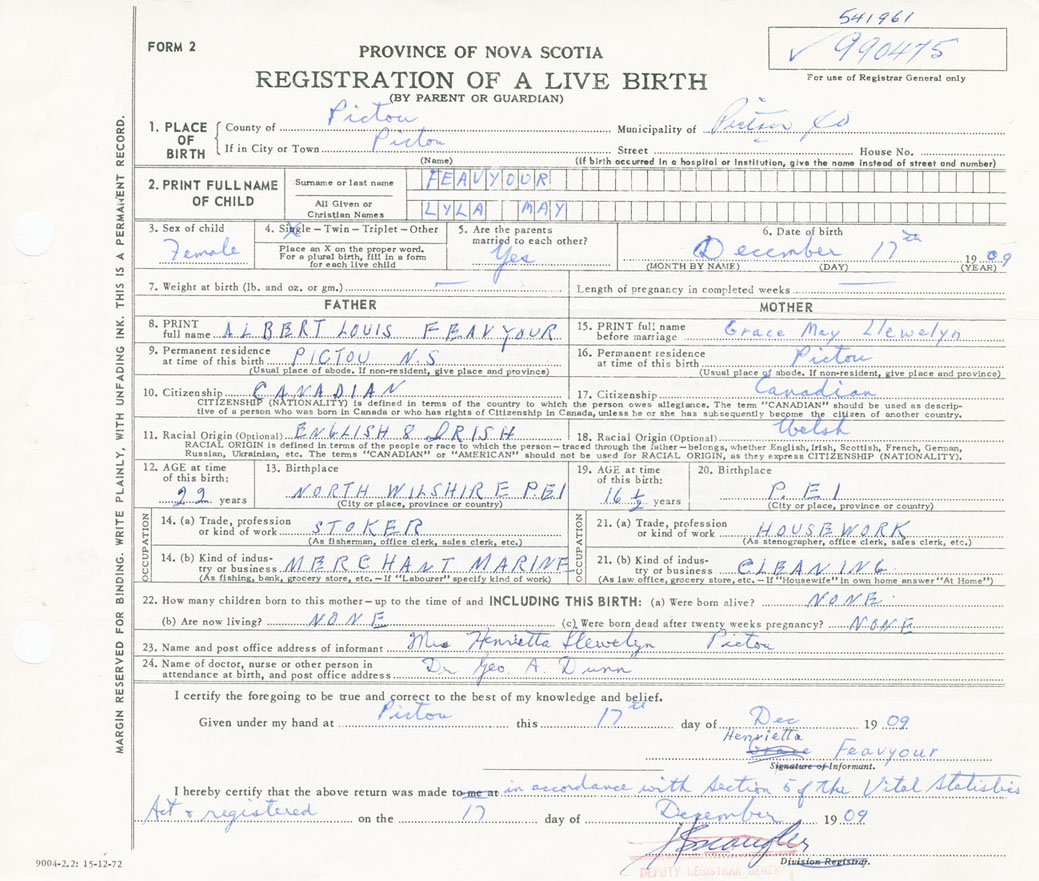 541961
FORM 2
PROVINCE OF NOVA SCOTIA
✓ 990475
REGISTRATION OF A LIVE BIRTH
For use of Registrar General only
(BY PARENT OR GUARDIAN)
1. PLACE OF BIRTH
County of Pictou Municipality of Pictou Co
If in City or Town Pictou Street House No.
(Name) (If birth occurred in a hospital or institution, give the name instead of street and number)
2. PRINT FULL NAME OF CHILD
Surname or last name FEAVYOUR
All Given or Christian Names LYLA MAY
3. Sex of child Female
4. Single – Twin – Triplet – Other
Place an X on the proper word.
For a plural birth, fill in a form
for each live child
5. Are the parents
married to each other?
Yes
6. Date of birth
December 17th 1909
(MONTH BY NAME) (DAY) (YEAR)
7. Weight at birth (lb. and oz. or gm.) — Length of pregnancy in completed weeks —
FATHER
MOTHER
8. PRINT
full name ALBERT LOUIS FEAVYOUR
15. PRINT full name
before marriage Grace May Llewelyn
9. Permanent residence
at time of this birth PICTOU N.S
(Usual place of abode. If non-resident, give place and province)
16. Permanent residence
at time of this birth Pictou
(Usual place of abode. If non-resident, give place and province)
10. Citizenship CANADIAN
17. Citizenship Canadian
CITIZENSHIP (NATIONALITY) is defined in terms of the country to which the person owes allegiance. The term "CANADIAN" should be used as descrip-
tive of a person who was born in Canada or who has rights of Citizenship in Canada, unless he or she has subsequently become the citizen of another country.
11. Racial Origin (Optional) ENGLISH & IRISH
18. Racial Origin (Optional) Welsh
RACIAL ORIGIN is defined in terms of the people or race to which the person – traced through the father – belongs, whether English, Irish, Scottish, French, German,
Russian, Ukrainian, etc. The terms "CANADIAN" or "AMERICAN" should not be used for RACIAL ORIGIN, as they express CITIZENSHIP (NATIONALITY).
12. AGE at time
of this birth:
22 years
13. Birthplace
NORTH WILSHIRE PEI
(City or place, province or country)
19. AGE at time
of this birth:
16 ½ years
20. Birthplace
P.EI
(City or place, province or country)
OCCUPATION
14. (a) Trade, profession
or kind of work STOKER
(As fisherman, office clerk, sales clerk, etc.)
14. (b) Kind of indus-
try or business MERCHANT MARINE
(As fishing, bank, grocery store, etc. – If "Labourer" specify kind of work)
OCCUPATION
21. (a) Trade, profession
or kind of work HOUSEWORK
(As stenographer, office clerk, sales clerk, etc.)
21. (b) Kind of indus-
try or business CLEANING
(As law office, grocery store, etc. – If "Housewife" in own home answer "At Home")
22. How many children born to this mother – up to the time of and INCLUDING THIS BIRTH: (a) Were born alive? NONE
(b) Are now living? NONE (c) Were born dead after twenty weeks pregnancy? NONE
23. Name and post office address of informant Mrs Henrietta Llewelyn Pictou
24. Name of doctor, nurse or other person in
attendance at birth, and post office address Dr Geo. A. Dunn
I certify the foregoing to be true and correct to the best of my knowledge and belief.
Given under my hand at Pictou this 17th day of Dec 1909
Henrietta
Grace Feavyour
Signature of Informant.
I hereby certify that the above return was made to me at in accordance with Section 5 of the Vital Statistics
Act & registered on the 17 day of December 1909
Division Registrar.
DEPUTY REGISTRAR GENERAL
9004-2.2: 15-12-72
MARGIN RESERVED FOR BINDING. WRITE PLAINLY, WITH UNFADING INK. THIS IS A PERMANENT RECORD.